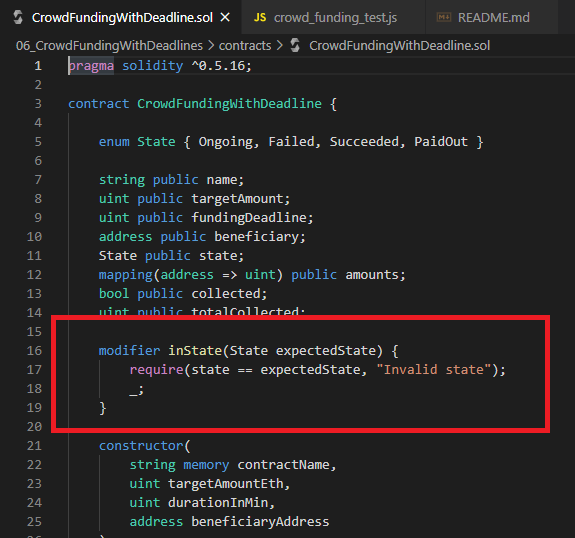 CrowdFundingWithDeadline.sol × JS crowd_funding_test.js README.md
06_CrowdFundingWithDeadlines > contracts > CrowdFundingWithDeadline.sol
1 pragma solidity ^0.5.16;
2
3 contract CrowdFundingWithDeadline {
4
5 enum State { Ongoing, Failed, Succeeded, PaidOut }
6
7 string public name;
8 uint public targetAmount;
9 uint public fundingDeadline;
10 address public beneficiary;
11 State public state;
12 mapping(address => uint) public amounts;
13 bool public collected;
14 uint public totalCollected;
15
16 modifier inState(State expectedState) {
17 require(state == expectedState, "Invalid state");
18 _;
19 }
20
21 constructor(
22 string memory contractName,
23 uint targetAmountEth,
24 uint durationInMin,
25 address beneficiaryAddress